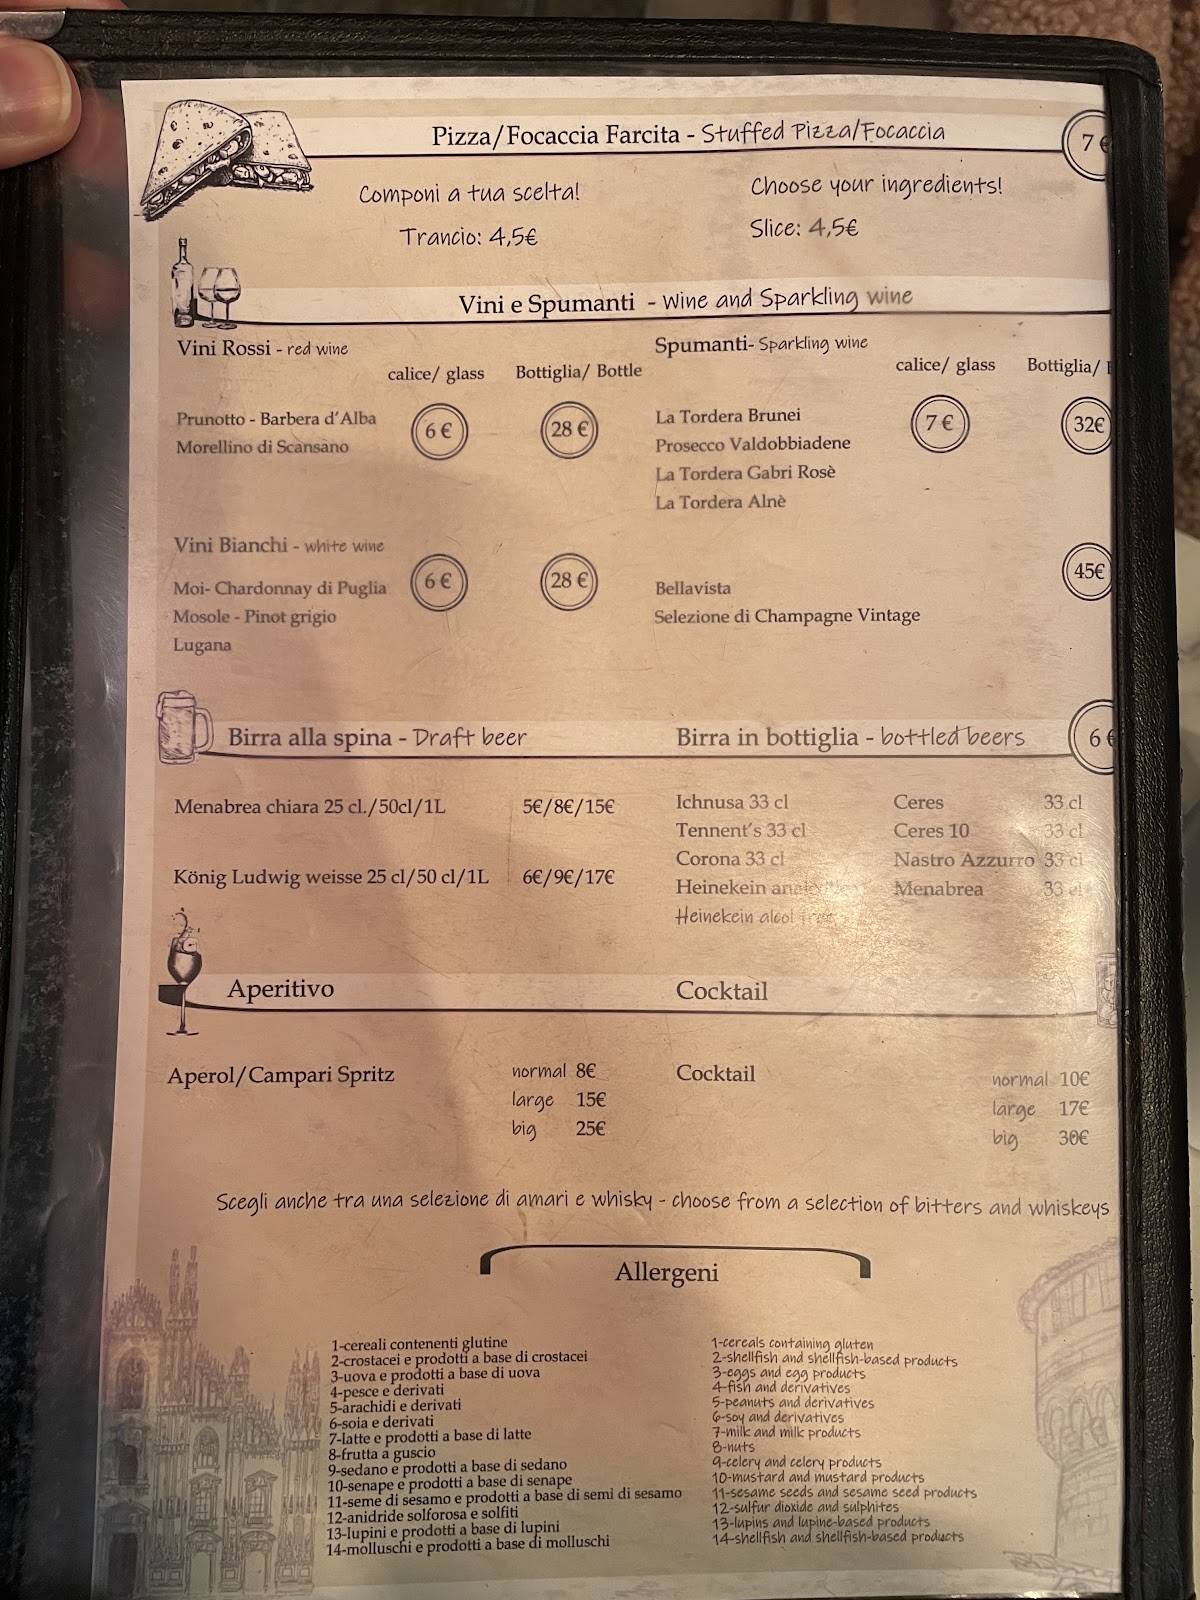 Pizza/Focaccia Farcita - Stuffed Pizza/Focaccia 7 €
Componi a tua scelta! Choose your ingredients!
Trancio: 4,5€ Slice: 4,5€
Vini e Spumanti - Wine and Sparkling wine
Vini Rossi - red wine
calice/ glass Bottiglia/ Bottle
Prunotto - Barbera d'Alba 6 € 28 €
Morellino di Scansano
Vini Bianchi - white wine
Moi- Chardonnay di Puglia 6 € 28 €
Mosole - Pinot grigio
Lugana
Spumanti- Sparkling wine
calice/ glass Bottiglia/
La Tordera Brunei 7 € 32€
Prosecco Valdobbiadene
La Tordera Gabri Rosè
La Tordera Alnè
45€
Bellavista
Selezione di Champagne Vintage
Birra alla spina - Draft beer
Menabrea chiara 25 cl./50cl/1L 5€/8€/15€
König Ludwig weisse 25 cl/50 cl/1L 6€/9€/17€
Birra in bottiglia - bottled beers 6 €
Ichnusa 33 cl Ceres 33 cl
Tennent's 33 cl Ceres 10 33 cl
Corona 33 cl Nastro Azzurro 33 cl
Heinekein Menabrea 33 cl
Heinekein alcol free
Aperitivo
Aperol/Campari Spritz normal 8€
large 15€
big 25€
Cocktail
Cocktail normal 10€
large 17€
big 30€
Scegli anche tra una selezione di amari e whisky - choose from a selection of bitters and whiskeys
Allergeni
1-cereali contenenti glutine
2-crostacei e prodotti a base di crostacei
3-uova e prodotti a base di uova
4-pesce e derivati
5-arachidi e derivati
6-soia e derivati
7-latte e prodotti a base di latte
8-frutta a guscio
9-sedano e prodotti a base di sedano
10-senape e prodotti a base di senape
11-seme di sesamo e prodotti a base di semi di sesamo
12-anidride solforosa e solfiti
13-lupini e prodotti a base di lupini
14-molluschi e prodotti a base di molluschi
1-cereals containing gluten
2-shellfish and shellfish-based products
3-eggs and egg products
4-fish and derivatives
5-peanuts and derivatives
6-soy and derivatives
7-milk and milk products
8-nuts
9-celery and celery products
10-mustard and mustard products
11-sesame seeds and sesame seed products
12-sulfur dioxide and sulphites
13-lupins and lupine-based products
14-shellfish and shellfish-based products